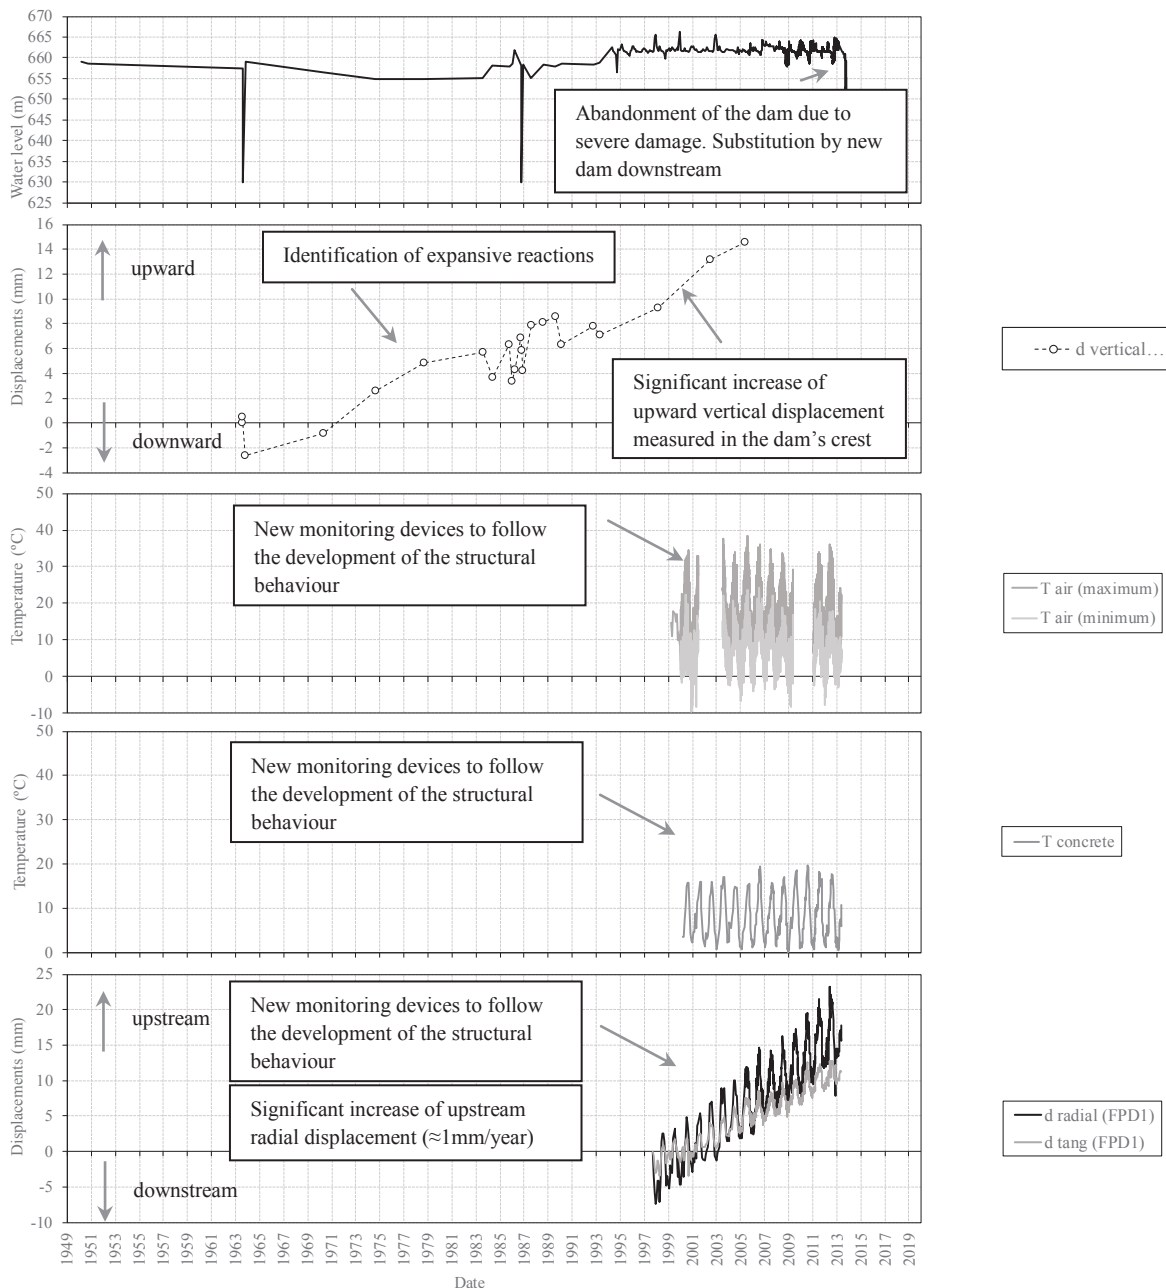 670
665
660
655
650
645
640
635
630
625
Water level (m)
Abandonment of the dam due to
severe damage. Substitution by new
dam downstream
16
14
12
10
8
6
4
2
0
-2
-4
Displacements (mm)
upward
downward
Identification of expansive reactions
Significant increase of
upward vertical displacement
measured in the dam's crest
d vertical…
50
40
30
20
10
0
-10
Temperature (°C)
New monitoring devices to follow
the development of the structural
behaviour
T air (maximum)
T air (minimum)
50
40
30
20
10
0
Temperature (°C)
New monitoring devices to follow
the development of the structural
behaviour
T concrete
25
20
15
10
5
0
-5
-10
Displacements (mm)
upstream
downstream
New monitoring devices to follow
the development of the structural
behaviour
Significant increase of upstream
radial displacement (≈1mm/year)
d radial (FPD1)
d tang (FPD1)
1949 1951 1953 1955 1957 1959 1961 1963 1965 1967 1969 1971 1973 1975 1977 1979 1981 1983 1985 1987 1989 1991 1993 1995 1997 1999 2001 2003 2005 2007 2009 2011 2013 2015 2017 2019
Date